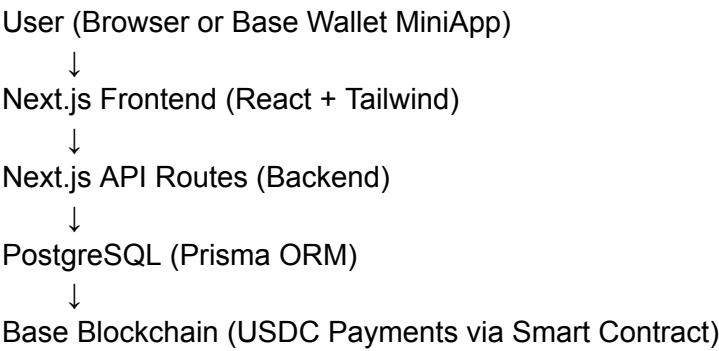 User (Browser or Base Wallet MiniApp)
↓
Next.js Frontend (React + Tailwind)
↓
Next.js API Routes (Backend)
↓
PostgreSQL (Prisma ORM)
↓
Base Blockchain (USDC Payments via Smart Contract)